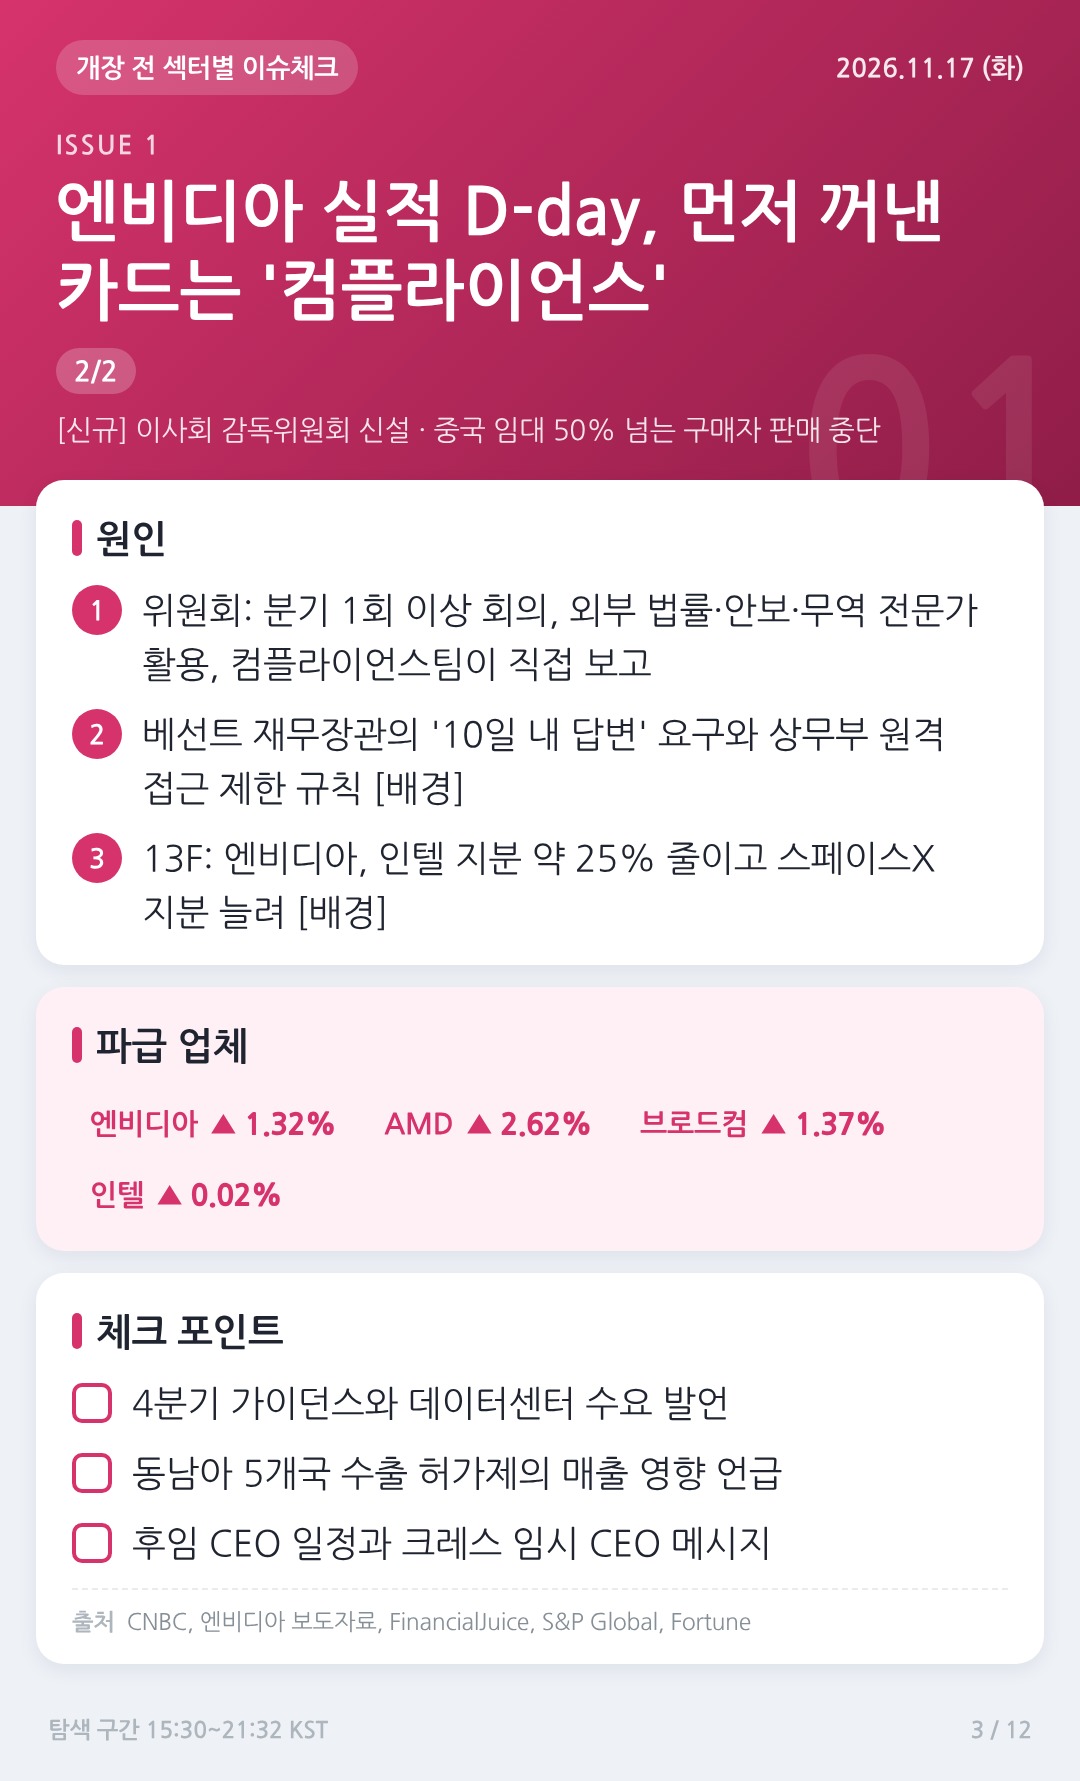 개장 전 섹터별 이슈체크
2026.11.17 (화)
ISSUE 1
엔비디아 실적 D-day, 먼저 꺼낸
카드는 '컴플라이언스'
2/2
01
[신규] 이사회 감독위원회 신설 · 중국 임대 50% 넘는 구매자 판매 중단
원인
1 위원회: 분기 1회 이상 회의, 외부 법률·안보·무역 전문가
활용, 컴플라이언스팀이 직접 보고
2 베선트 재무장관의 '10일 내 답변' 요구와 상무부 원격
접근 제한 규칙 [배경]
3 13F: 엔비디아, 인텔 지분 약 25% 줄이고 스페이스X
지분 늘려 [배경]
파급 업체
엔비디아 ▲ 1.32% AMD ▲ 2.62% 브로드컴 ▲ 1.37%
인텔 ▲ 0.02%
체크 포인트
4분기 가이던스와 데이터센터 수요 발언
동남아 5개국 수출 허가제의 매출 영향 언급
후임 CEO 일정과 크레스 임시 CEO 메시지
출처 CNBC, 엔비디아 보도자료, FinancialJuice, S&P Global, Fortune
탐색 구간 15:30~21:32 KST
3 / 12